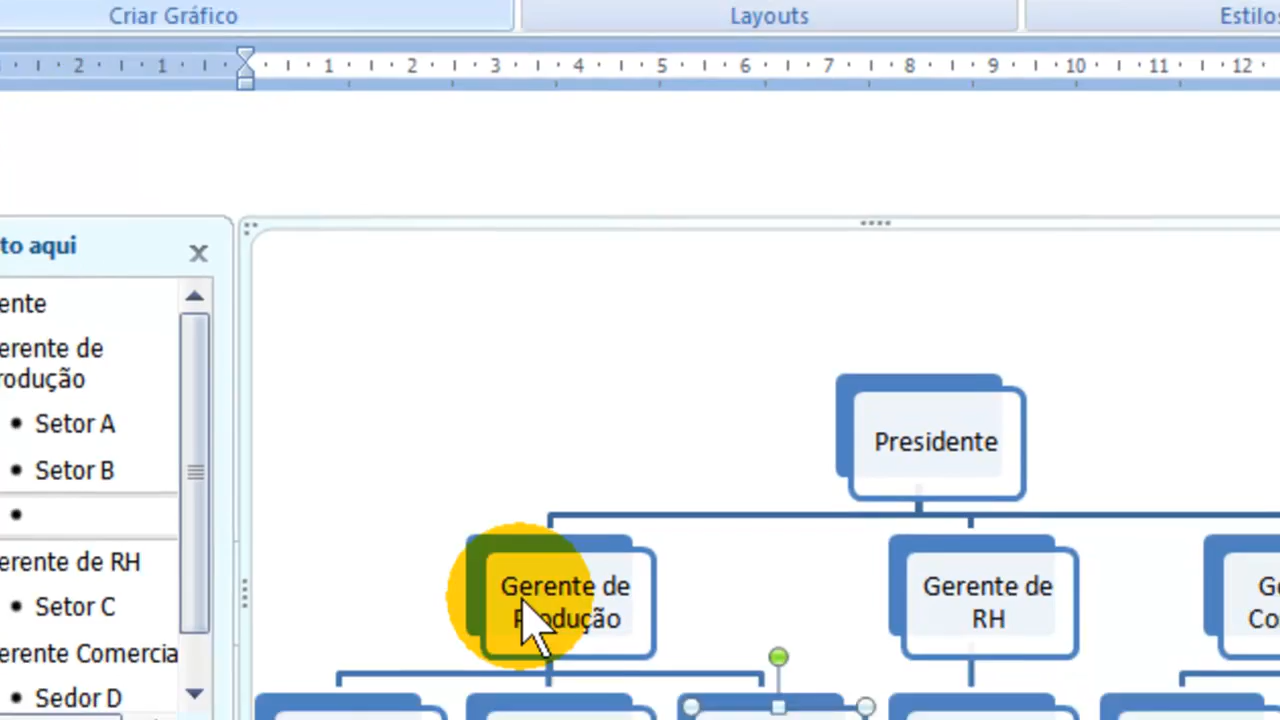 Criar Gráfico
Layouts
Estilos
2 1 1 2 3 4 5 6 7 8 9 10 11 12
to aqui
ente
erente de
rodução
• Setor A
• Setor B
•
erente de RH
• Setor C
erente Comercia
• Sedor D
Presidente
Gerente de
Produção
Gerente de
RH
Ge
Co